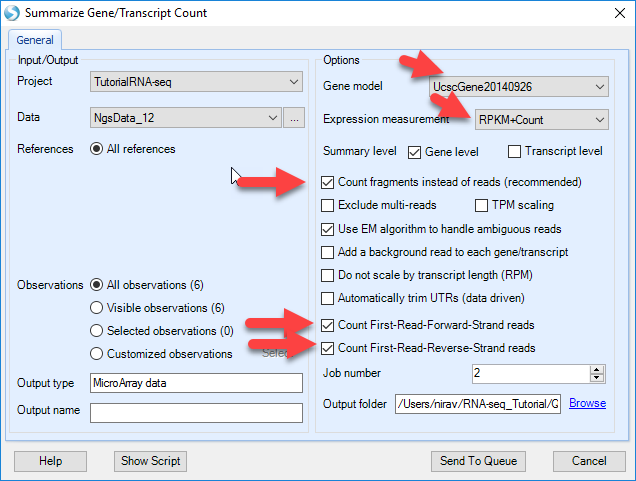 Summarize Gene/Transcript Count
General
Input/Output
Project TutorialRNA-seq
Data NgsData_12 ...
References All references
Observations All observations (6)
Visible observations (6)
Selected observations (0)
Customized observations Selec
Output type MicroArray data
Output name
Options
Gene model UcscGene20140926
Expression measurement RPKM+Count
Summary level Gene level Transcript level
Count fragments instead of reads (recommended)
Exclude multi-reads TPM scaling
Use EM algorithm to handle ambiguous reads
Add a background read to each gene/transcript
Do not scale by transcript length (RPM)
Automatically trim UTRs (data driven)
Count First-Read-Forward-Strand reads
Count First-Read-Reverse-Strand reads
Job number 2
Output folder /Users/nirav/RNA-seq_Tutorial/Q Browse
Help Show Script Send To Queue Cancel